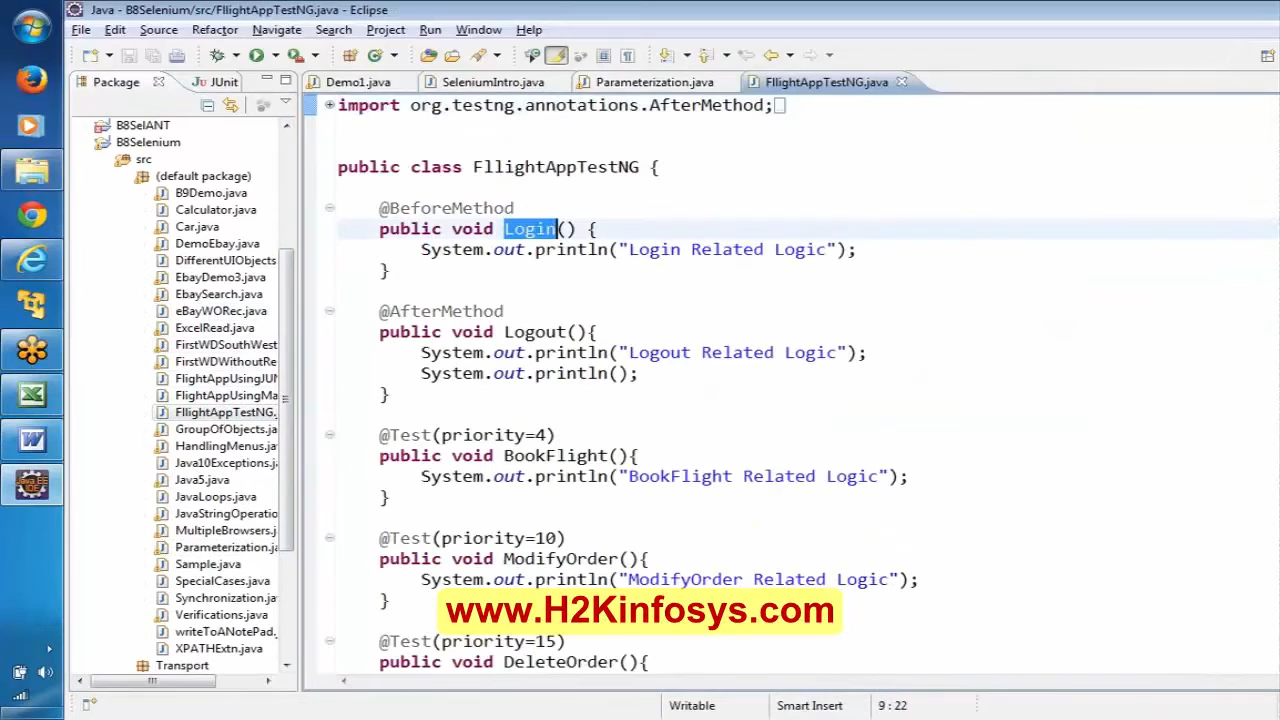 Java - B8Selenium/src/FllightAppTestNG.java - Eclipse
File Edit Source Refactor Navigate Search Project Run Window Help
Package JUnit Demo1.java SeleniumIntro.java Parameterization.java FllightAppTestNG.java
B8SelANT
B8Selenium
src
(default package)
B9Demo.java
Calculator.java
Car.java
DemoEbay.java
DifferentUIObjects
EbayDemo3.java
EbaySearch.java
eBayWORec.java
ExcelRead.java
FirstWDSouthWest
FirstWDWithoutRe
FlightAppUsingJUN
FlightAppUsingMa
FllightAppTestNG.
GroupOfObjects.ja
HandlingMenus.ja
Java10Exceptions.j
Java5.java
JavaLoops.java
JavaStringOperatio
MultipleBrowsers.j
Parameterization.ja
Sample.java
SpecialCases.java
Synchronization.ja
Verifications.java
writeToANotePad.
XPATHExtn.java
Transport
import org.testng.annotations.AfterMethod;
public class FllightAppTestNG {
@BeforeMethod
public void Login() {
System.out.println("Login Related Logic");
}
@AfterMethod
public void Logout(){
System.out.println("Logout Related Logic");
System.out.println();
}
@Test(priority=4)
public void BookFlight(){
System.out.println("BookFlight Related Logic");
}
@Test(priority=10)
public void ModifyOrder(){
System.out.println("ModifyOrder Related Logic");
}
www.H2Kinfosys.com
@Test(priority=15)
public void DeleteOrder(){
Writable Smart Insert 9 : 22
Java EE
IDE